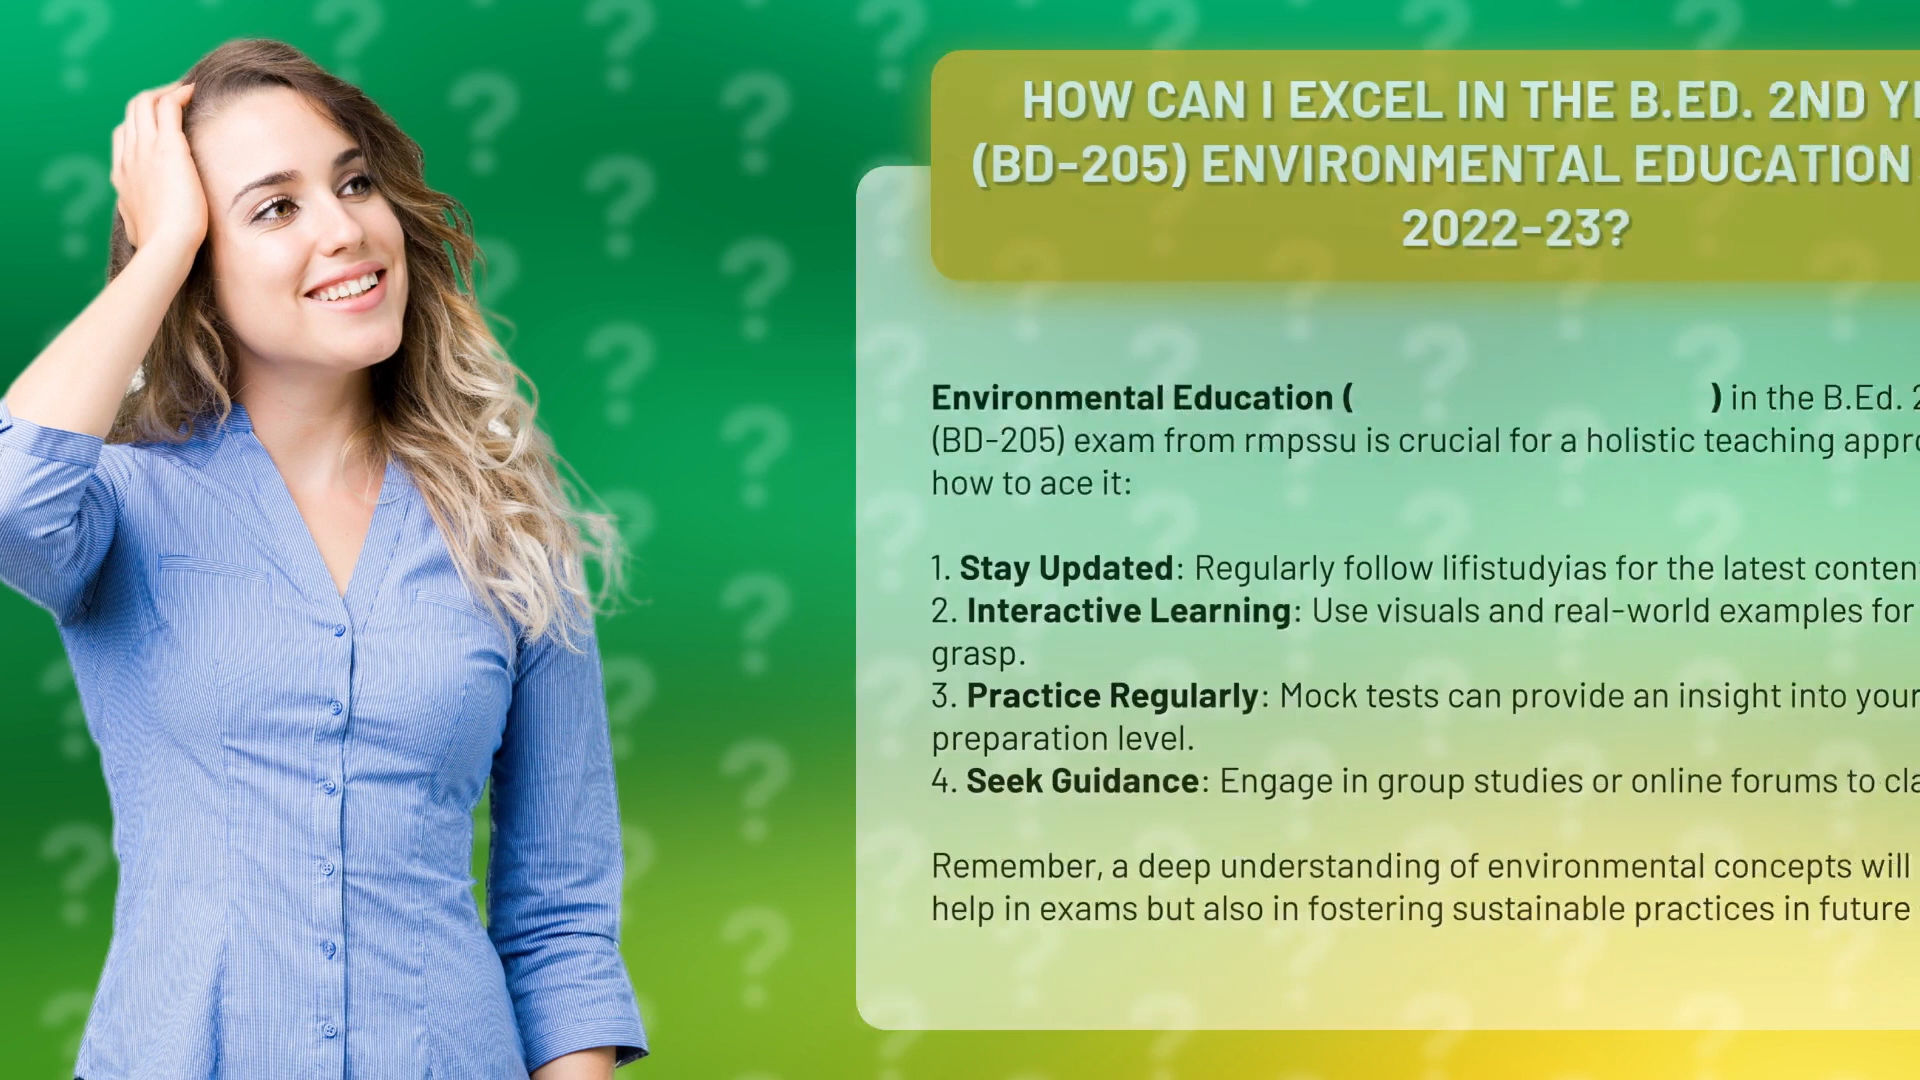 HOW CAN I EXCEL IN THE B.ED. 2ND
(BD-205) ENVIRONMENTAL EDUCATION
2022-23?
Environmental Education ( ) in the B.Ed.
(BD-205) exam from rmpssu is crucial for a holistic teaching
how to ace it:
1. Stay Updated: Regularly follow lifistudyias for the latest
2. Interactive Learning: Use visuals and real-world examples for
grasp.
3. Practice Regularly: Mock tests can provide an insight into your
preparation level.
4. Seek Guidance: Engage in group studies or online forums to
Remember, a deep understanding of environmental concepts will
help in exams but also in fostering sustainable practices in future